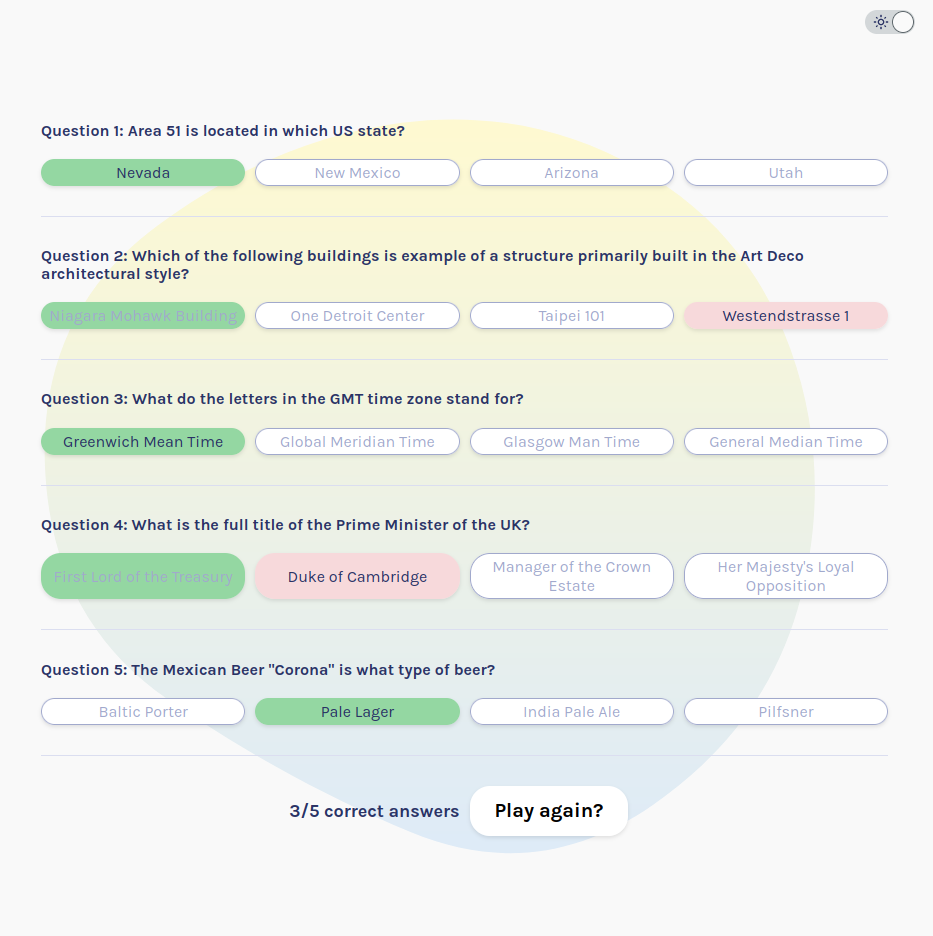 Question 1: Area 51 is located in which US state?
Nevada
New Mexico
Arizona
Utah
Question 2: Which of the following buildings is example of a structure primarily built in the Art Deco
architectural style?
Niagara Mohawk Building
One Detroit Center
Taipei 101
Westendstrasse 1
Question 3: What do the letters in the GMT time zone stand for?
Greenwich Mean Time
Global Meridian Time
Glasgow Man Time
General Median Time
Question 4: What is the full title of the Prime Minister of the UK?
First Lord of the Treasury
Duke of Cambridge
Manager of the Crown
Estate
Her Majesty's Loyal
Opposition
Question 5: The Mexican Beer "Corona" is what type of beer?
Baltic Porter
Pale Lager
India Pale Ale
Pilfsner
3/5 correct answers
Play again?